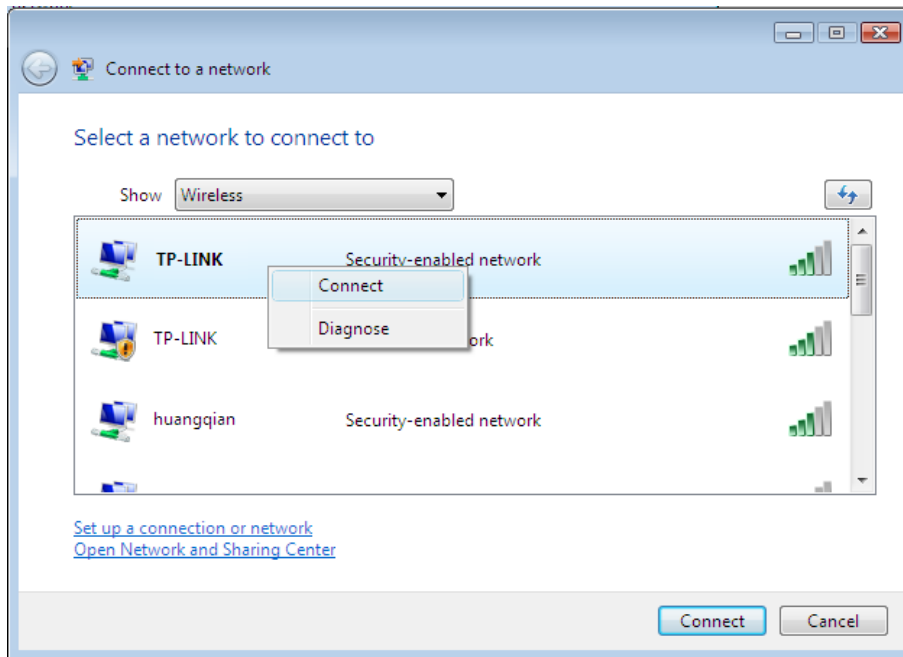 Connect to a network
Select a network to connect to
Show Wireless
TP-LINK Security-enabled network
Connect
Diagnose
TP-LINK ork
huangqian Security-enabled network
Set up a connection or network
Open Network and Sharing Center
Connect Cancel